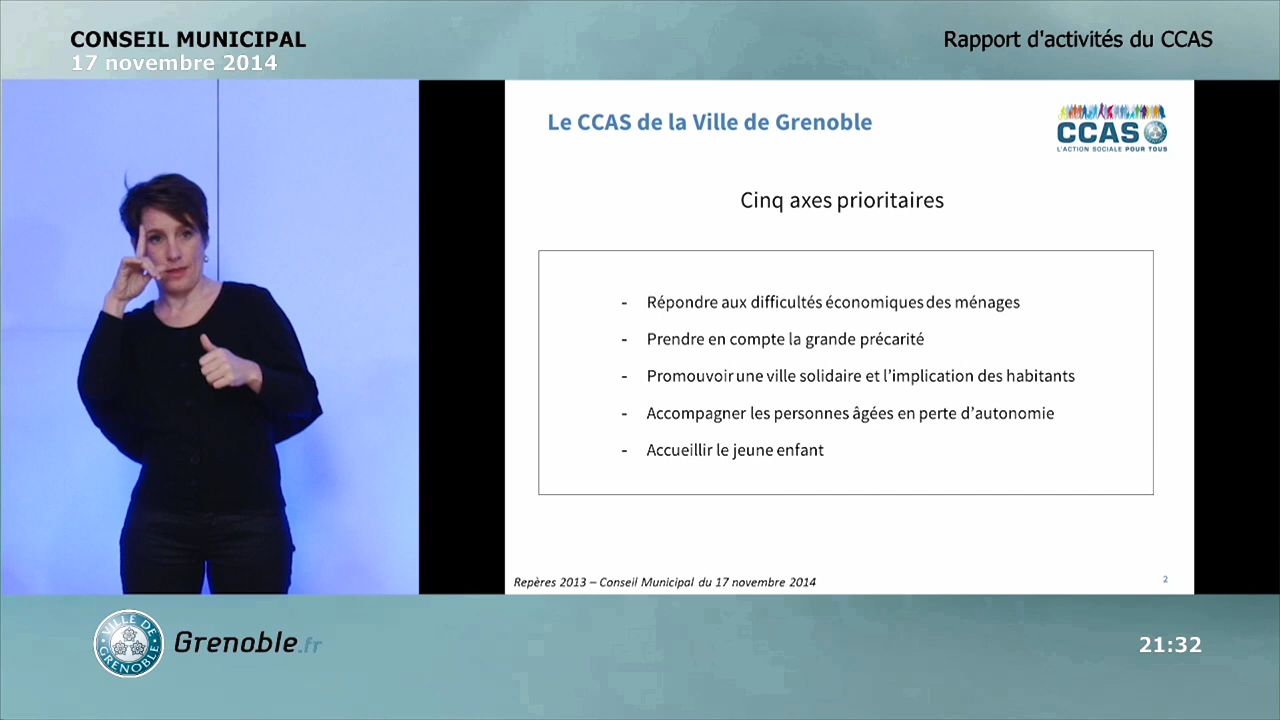 CONSEIL MUNICIPAL
17 novembre 2014
Rapport d'activités du CCAS
Le CCAS de la Ville de Grenoble
CCAS
L'ACTION SOCIALE POUR TOUS
Cinq axes prioritaires
- Répondre aux difficultés économiques des ménages
- Prendre en compte la grande précarité
- Promouvoir une ville solidaire et l'implication des habitants
- Accompagner les personnes âgées en perte d'autonomie
- Accueillir le jeune enfant
Repères 2013 – Conseil Municipal du 17 novembre 2014
2
VILLE DE GRENOBLE
Grenoble.fr
21:32